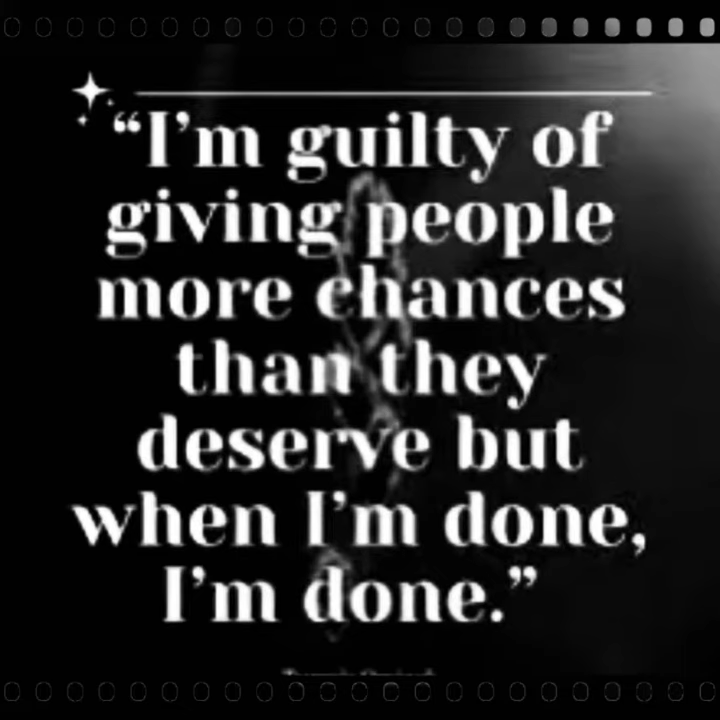 “I’m guilty of
giving people
more chances
than they
deserve but
when I’m done,
I’m done.”